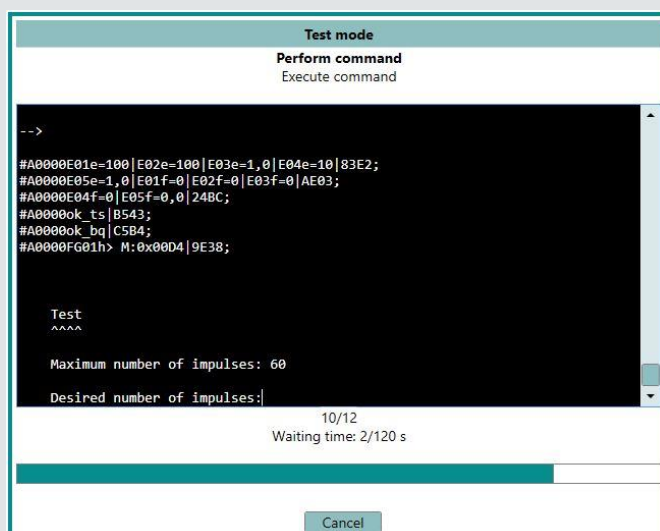 Test mode
Perform command
Execute command
-->
#A0000E01e=100|E02e=100|E03e=1,0|E04e=10|83E2;
#A0000E05e=1,0|E01f=0|E02f=0|E03f=0|AE03;
#A0000E04f=0|E05f=0,0|24BC;
#A0000ok_ts|B543;
#A0000ok_bq|C5B4;
#A0000FG01h> M:0x00D4|9E38;
Test
^^^^
Maximum number of impulses: 60
Desired number of impulses:
10/12
Waiting time: 2/120 s
Cancel